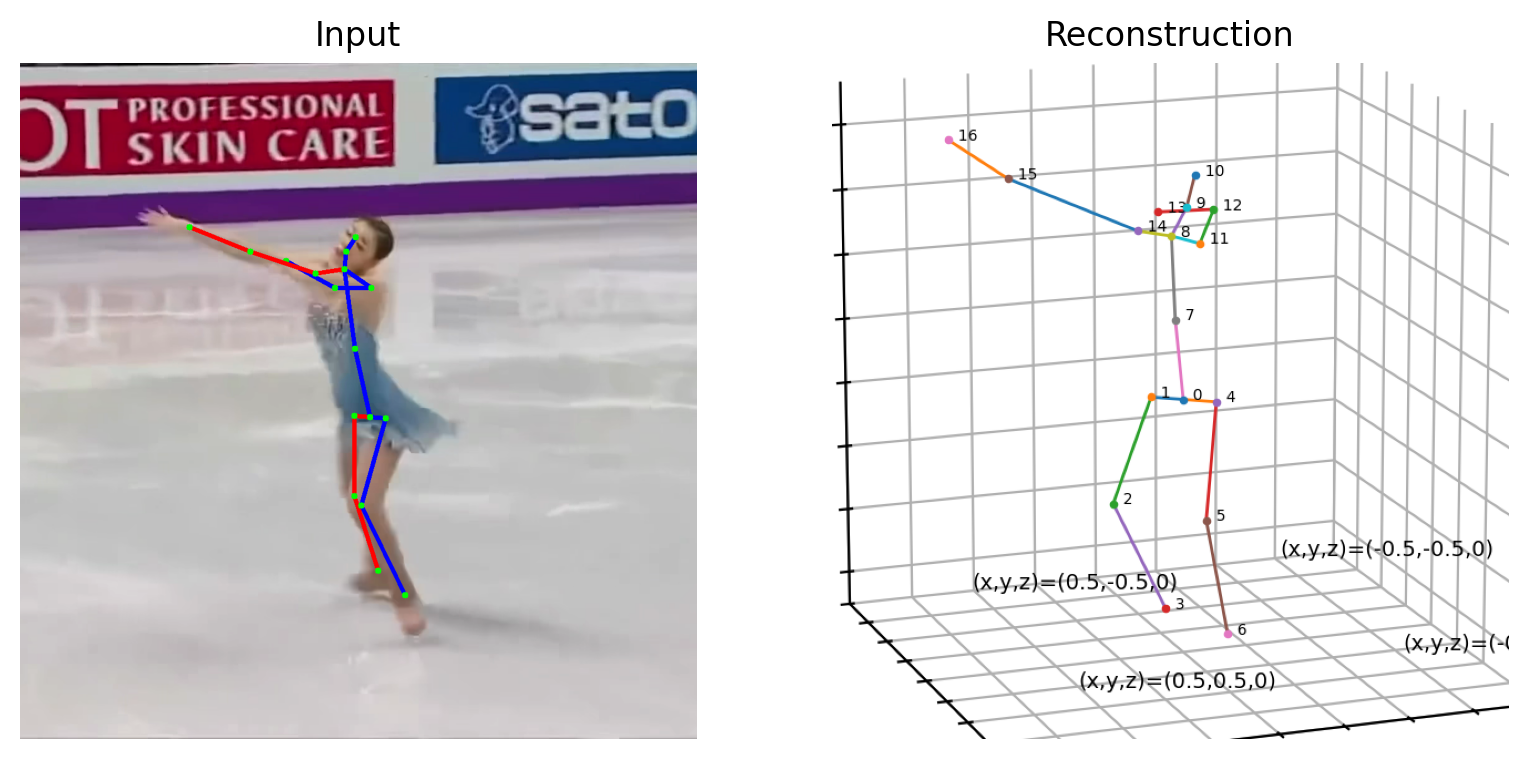 Input
Reconstruction
OT PROFESSIONAL
SKIN CARE
sato
16
15
10
13
9
12
14
8
11
7
1
0
4
2
5
3
6
(x,y,z)=(-0.5,-0.5,0)
(x,y,z)=(0.5,-0.5,0)
(x,y,z)=(-0
(x,y,z)=(0.5,0.5,0)